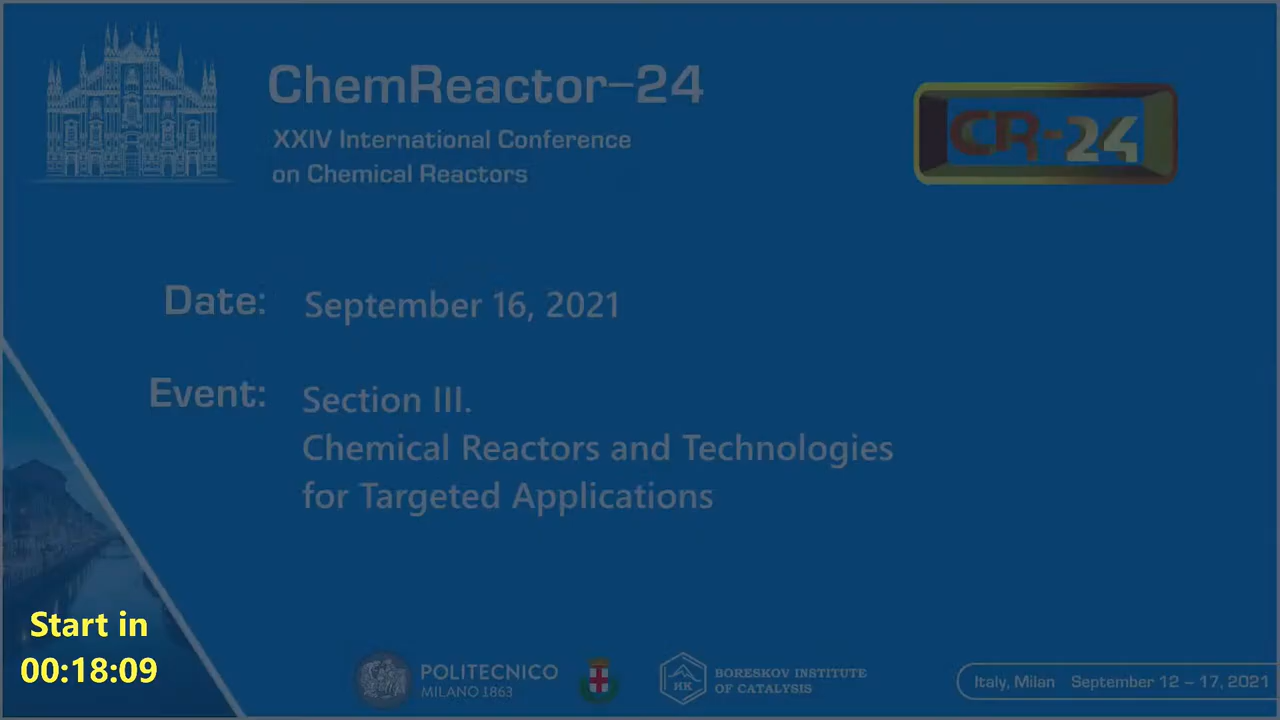 ChemReactor–24
XXIV International Conference
on Chemical Reactors
CR-24
Date: September 16, 2021
Event: Section III.
Chemical Reactors and Technologies
for Targeted Applications
Start in
00:18:09
POLITECNICO
MILANO 1863
ИК
BORESKOV INSTITUTE
OF CATALYSIS
Italy, Milan September 12 – 17, 2021